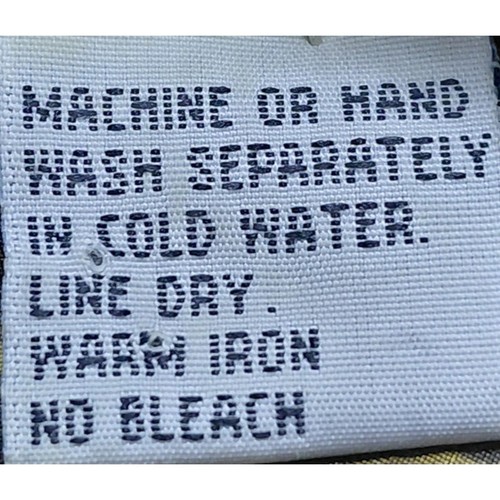 MACHINE OR HAND
WASH SEPARATELY
IN COLD WATER.
LINE DRY.
WARM IRON
NO BLEACH